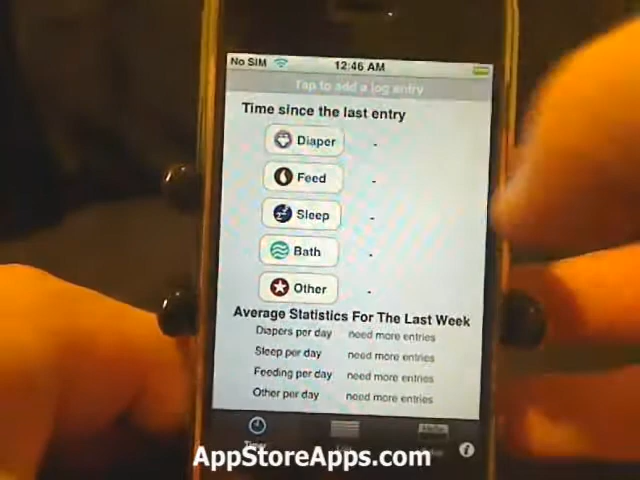 No SIM 12:46 AM
Tap to add a log entry
Time since the last entry
Diaper -
Feed -
Sleep -
Bath -
Other -
Average Statistics For The Last Week
Diapers per day need more entries
Sleep per day need more entries
Feeding per day need more entries
Other per day need more entries
Timer
AppStoreApps.com